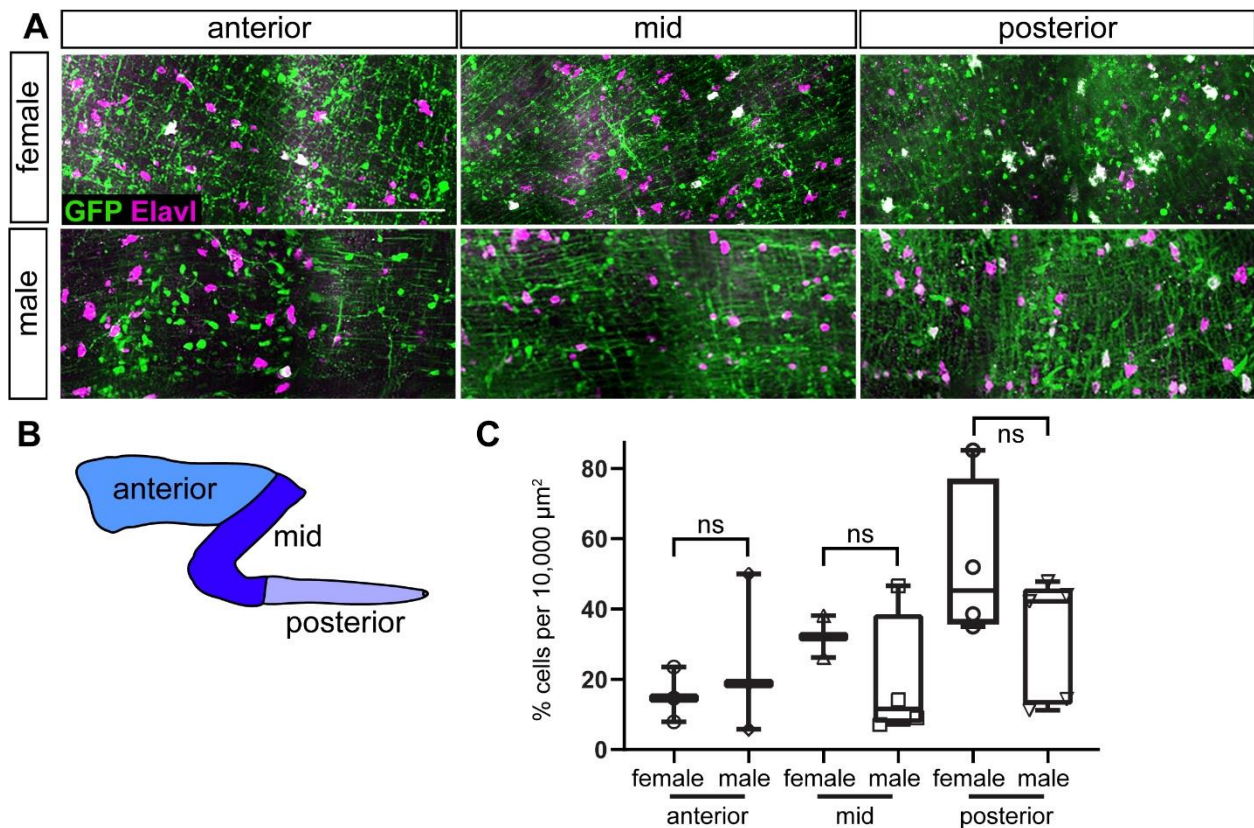 A
anterior
mid
posterior
female
GFP Elavl
male
B
anterior
mid
posterior
C
% cells per 10,000 µm²
80
60
40
20
0
ns
ns
ns
female male female male female male
anterior mid posterior